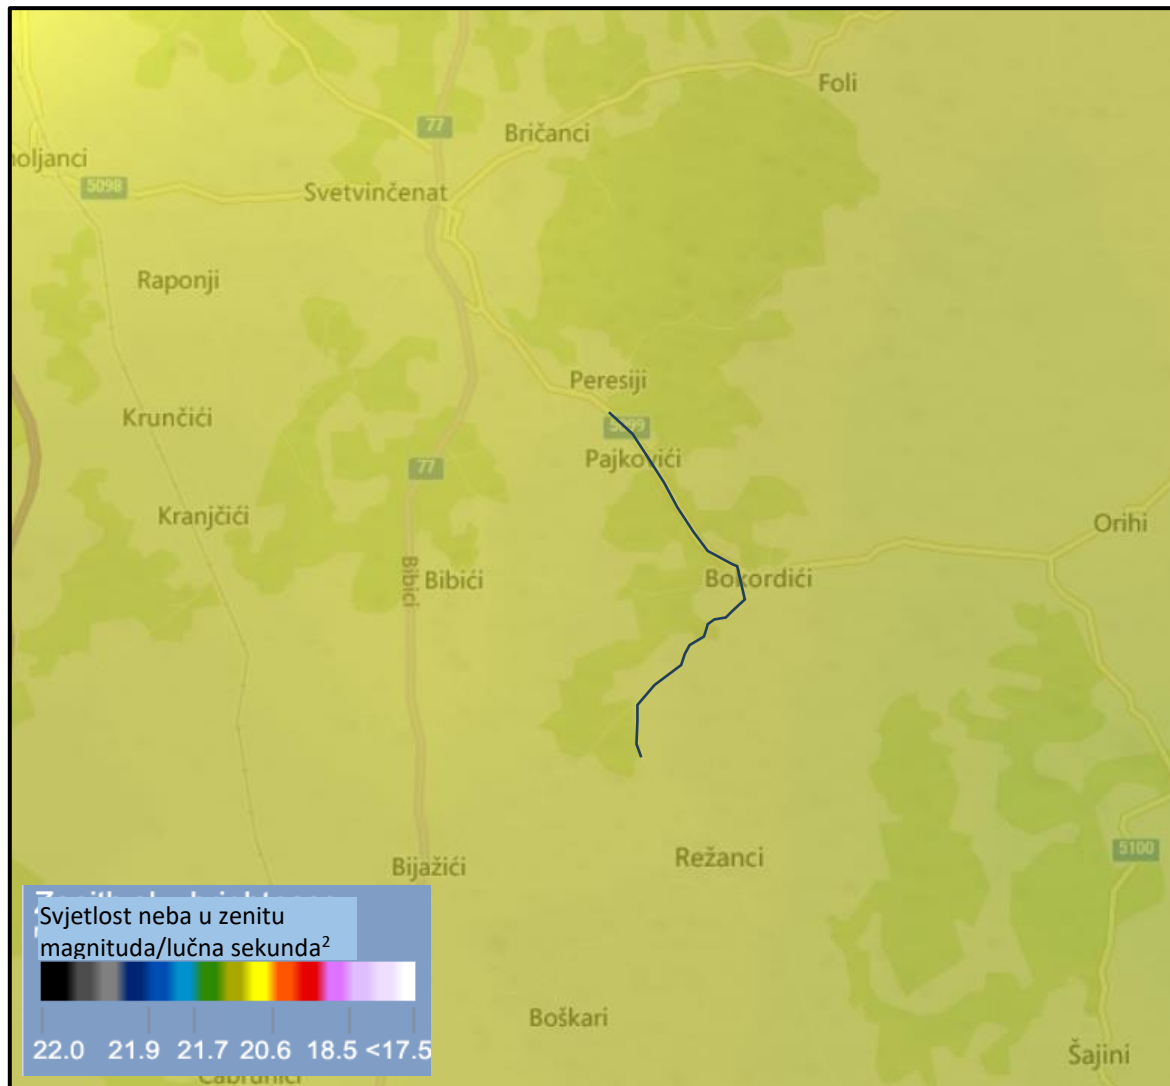 Foli
77
Bričanci
oljanci
5098
Svetvinčenat
Raponji
Peresiji
Krunčići
5099
Pajkovići
77
Kranjčići
Orihi
Bibići
Bibići
Bokordići
Režanci
5100
Bijažići
Svjetlost neba u zenitu
magnituda/lučna sekunda²
22.0 21.9 21.7 20.6 18.5 <17.5
Boškari
Šajini